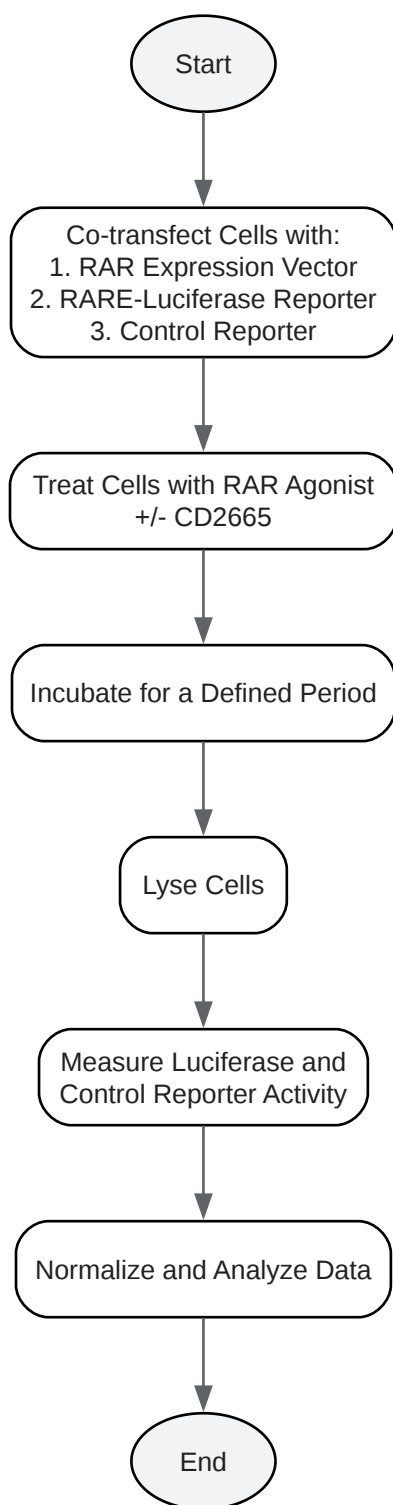 Start
Co-transfect Cells with:
1. RAR Expression Vector
2. RARE-Luciferase Reporter
3. Control Reporter
Treat Cells with RAR Agonist
+/- CD2665
Incubate for a Defined Period
Lyse Cells
Measure Luciferase and
Control Reporter Activity
Normalize and Analyze Data
End